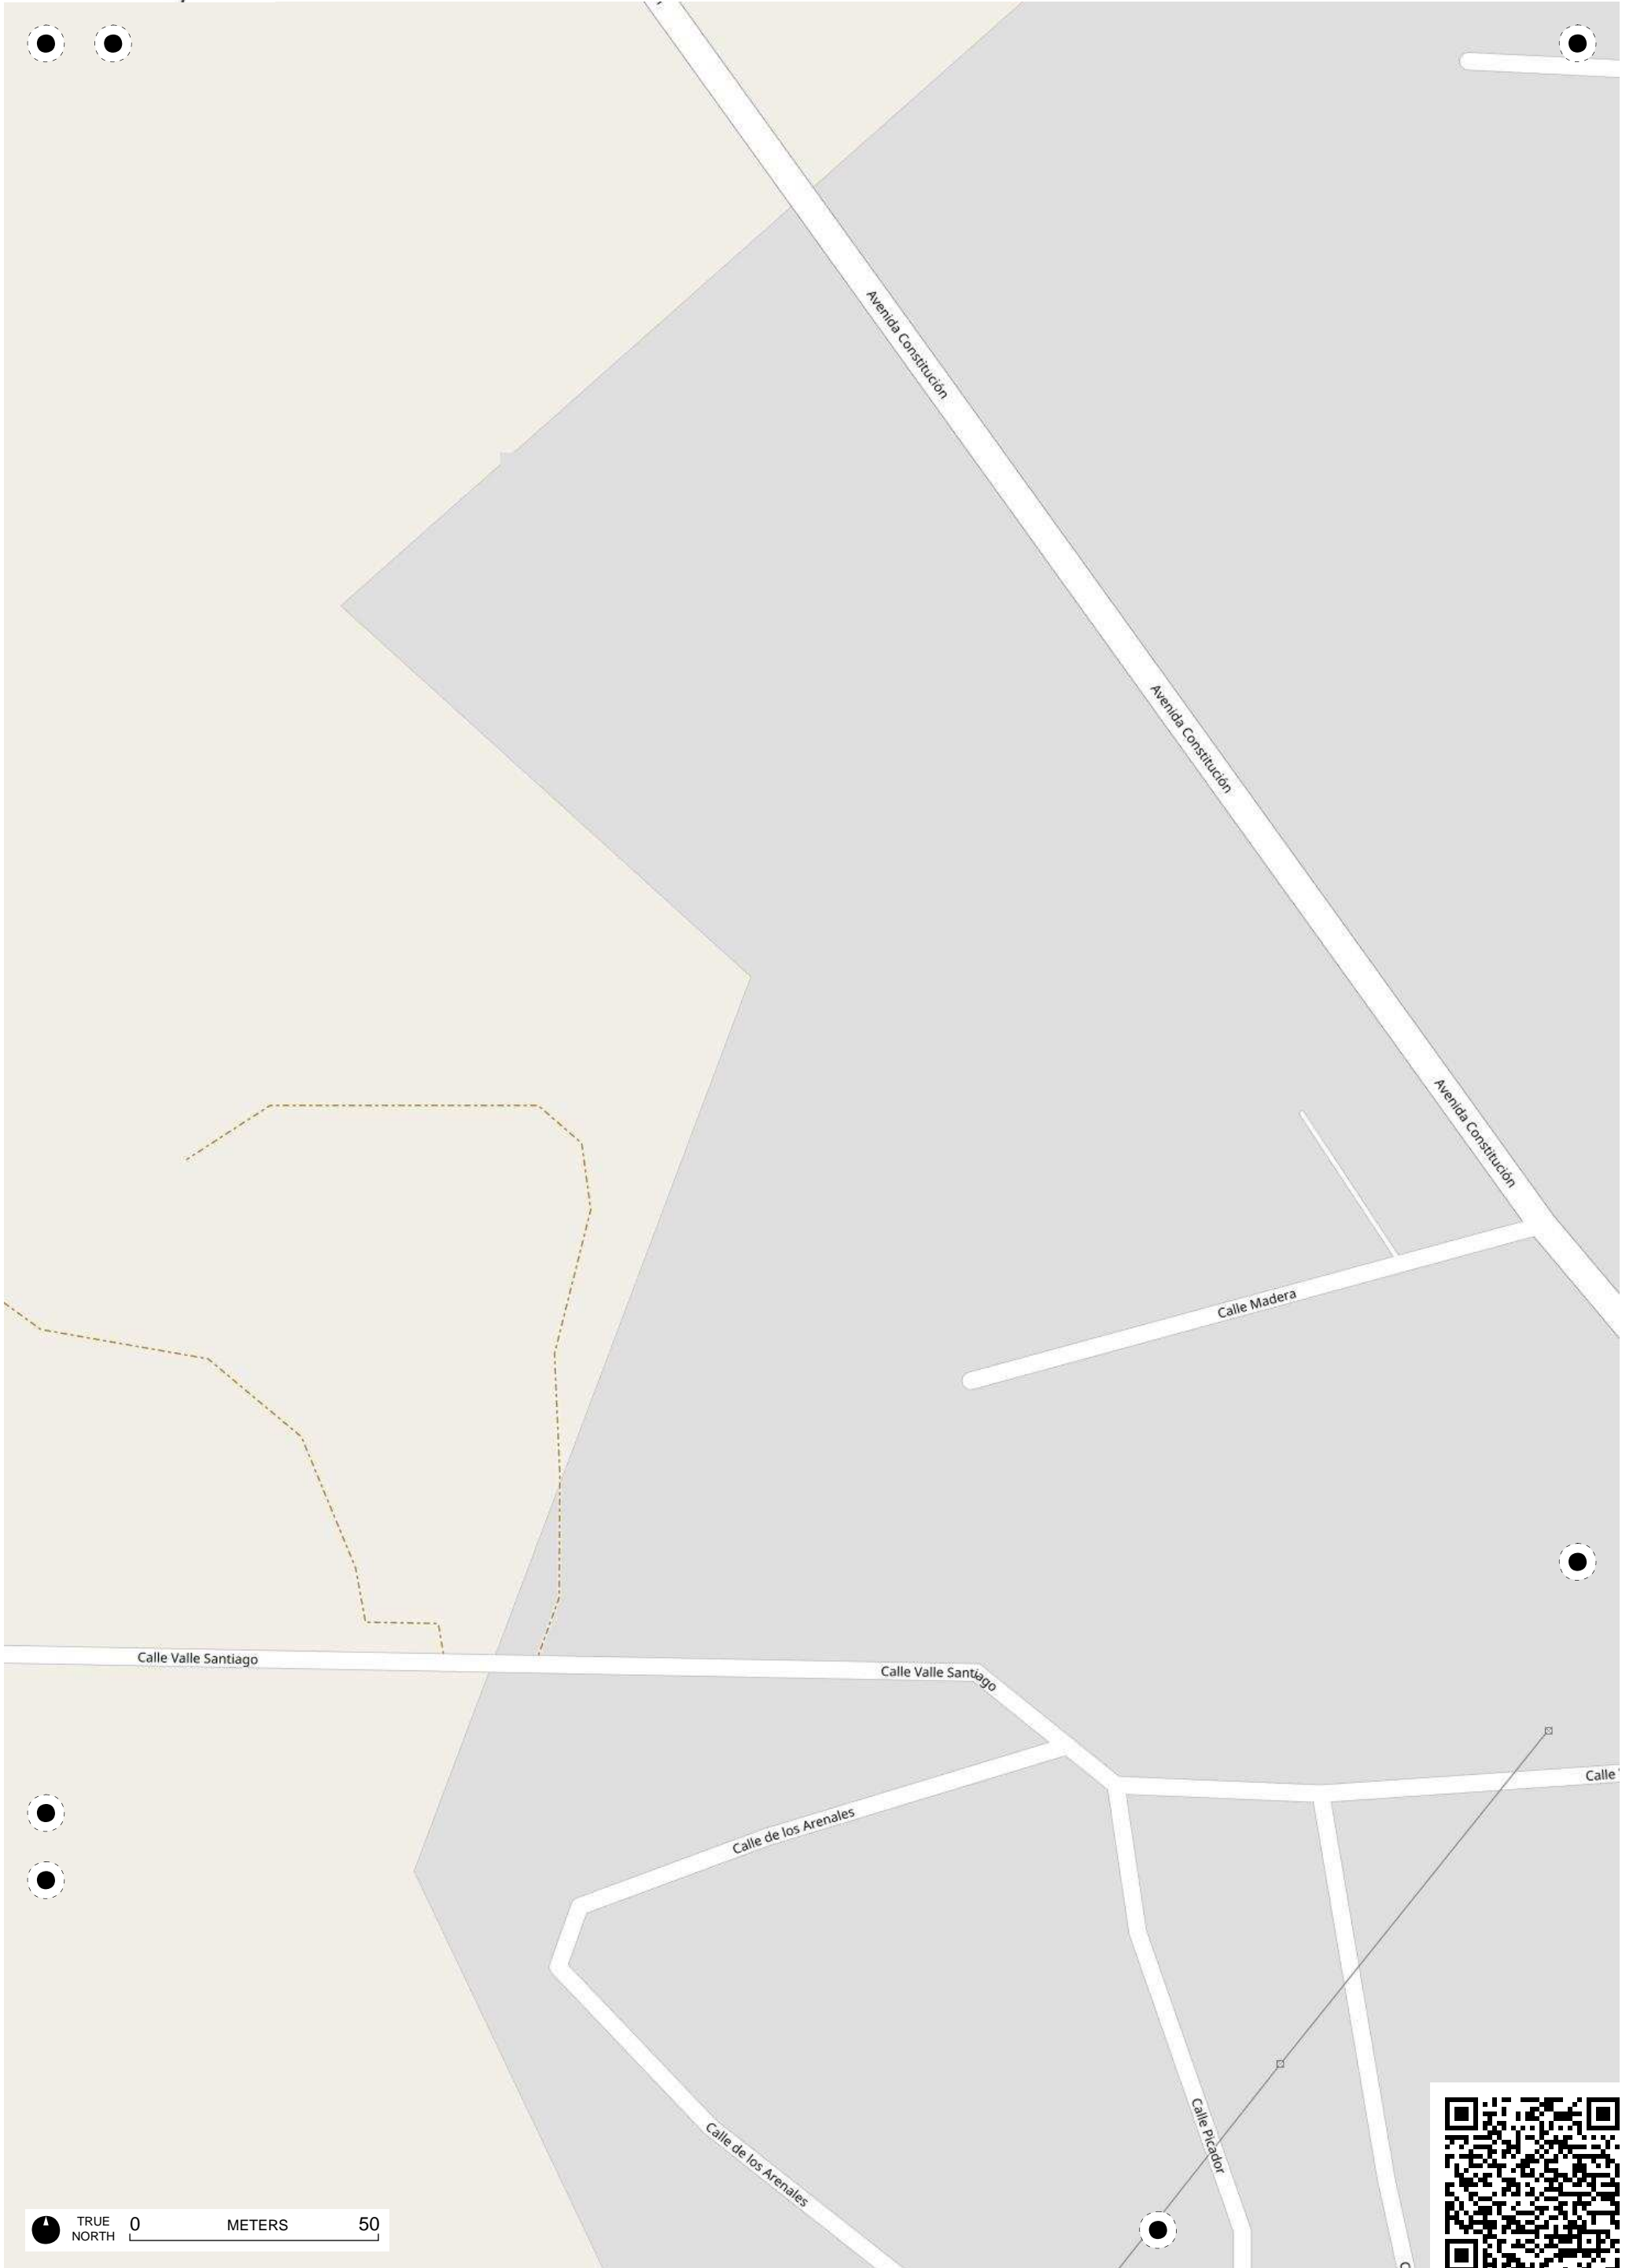 Avenida Constitución
Avenida Constitución
Avenida Constitución
Calle Madera
Calle Valle Santiago
Calle Valle Santiago
Calle
Calle de los Arenales
Calle de los Arenales
Calle Picador
TRUE NORTH
0 METERS 50